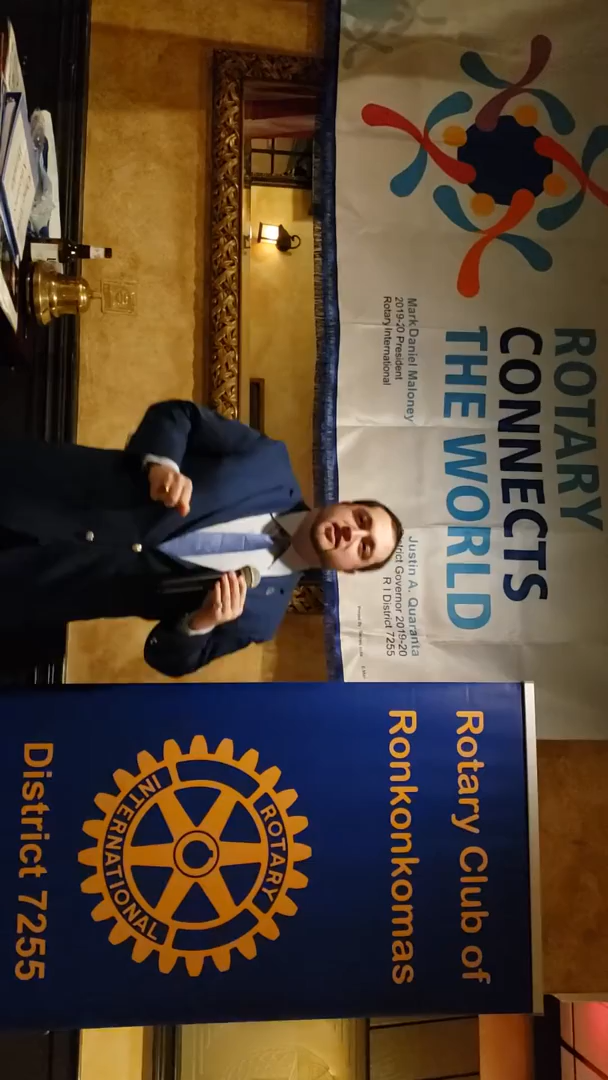 ROTARY
CONNECTS
THE WORLD
Mark Daniel Maloney
2019-20 President
Rotary International
Justin A. Quaranta
Governor 2019-20
R I District 7255
Rotary Club of
Ronkonkomas
ROTARY
INTERNATIONAL
District 7255